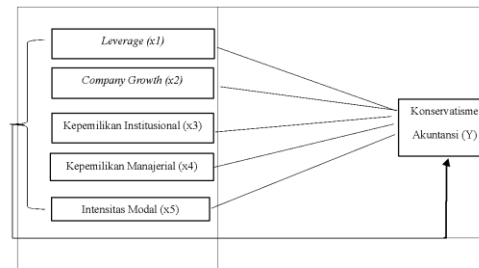 Leverage (x1)
Company Growth (x2)
Kepemilikan Institusional (x3)
Kepemilikan Manajerial (x4)
Intensitas Modal (x5)
Konservatisme
Akuntansi (Y)